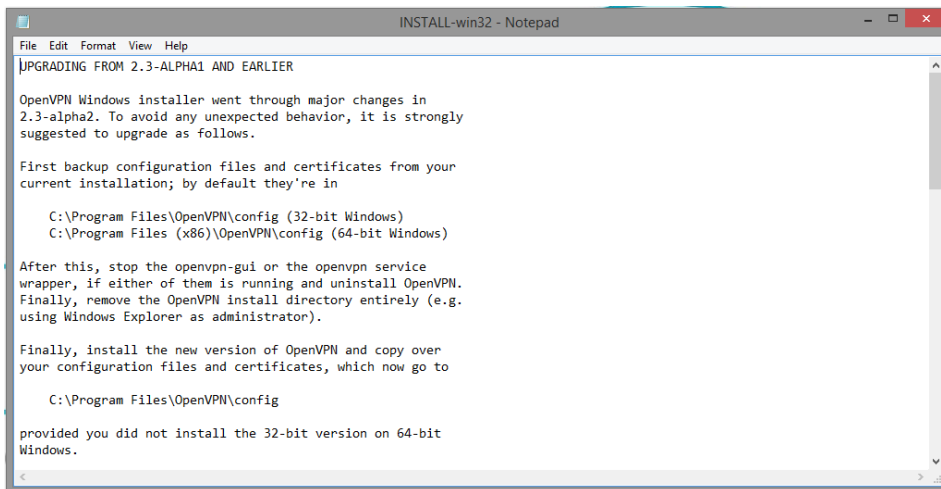 INSTALL-win32 - Notepad
File Edit Format View Help
UPGRADING FROM 2.3-ALPHA1 AND EARLIER
OpenVPN Windows installer went through major changes in
2.3-alpha2. To avoid any unexpected behavior, it is strongly
suggested to upgrade as follows.
First backup configuration files and certificates from your
current installation; by default they're in
C:\Program Files\OpenVPN\config (32-bit Windows)
C:\Program Files (x86)\OpenVPN\config (64-bit Windows)
After this, stop the openvpn-gui or the openvpn service
wrapper, if either of them is running and uninstall OpenVPN.
Finally, remove the OpenVPN install directory entirely (e.g.
using Windows Explorer as administrator).
Finally, install the new version of OpenVPN and copy over
your configuration files and certificates, which now go to
C:\Program Files\OpenVPN\config
provided you did not install the 32-bit version on 64-bit
Windows.